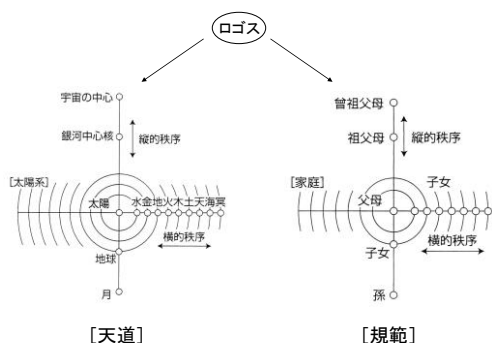 ロゴス
宇宙の中心
銀河中心核
縦的秩序
[太陽系]
太陽
水金地火木土天海冥
横的秩序
地球
月
[天道]
曾祖父母
祖父母
縦的秩序
[家庭]
子女
父母
横的秩序
子女
孫
[規範]